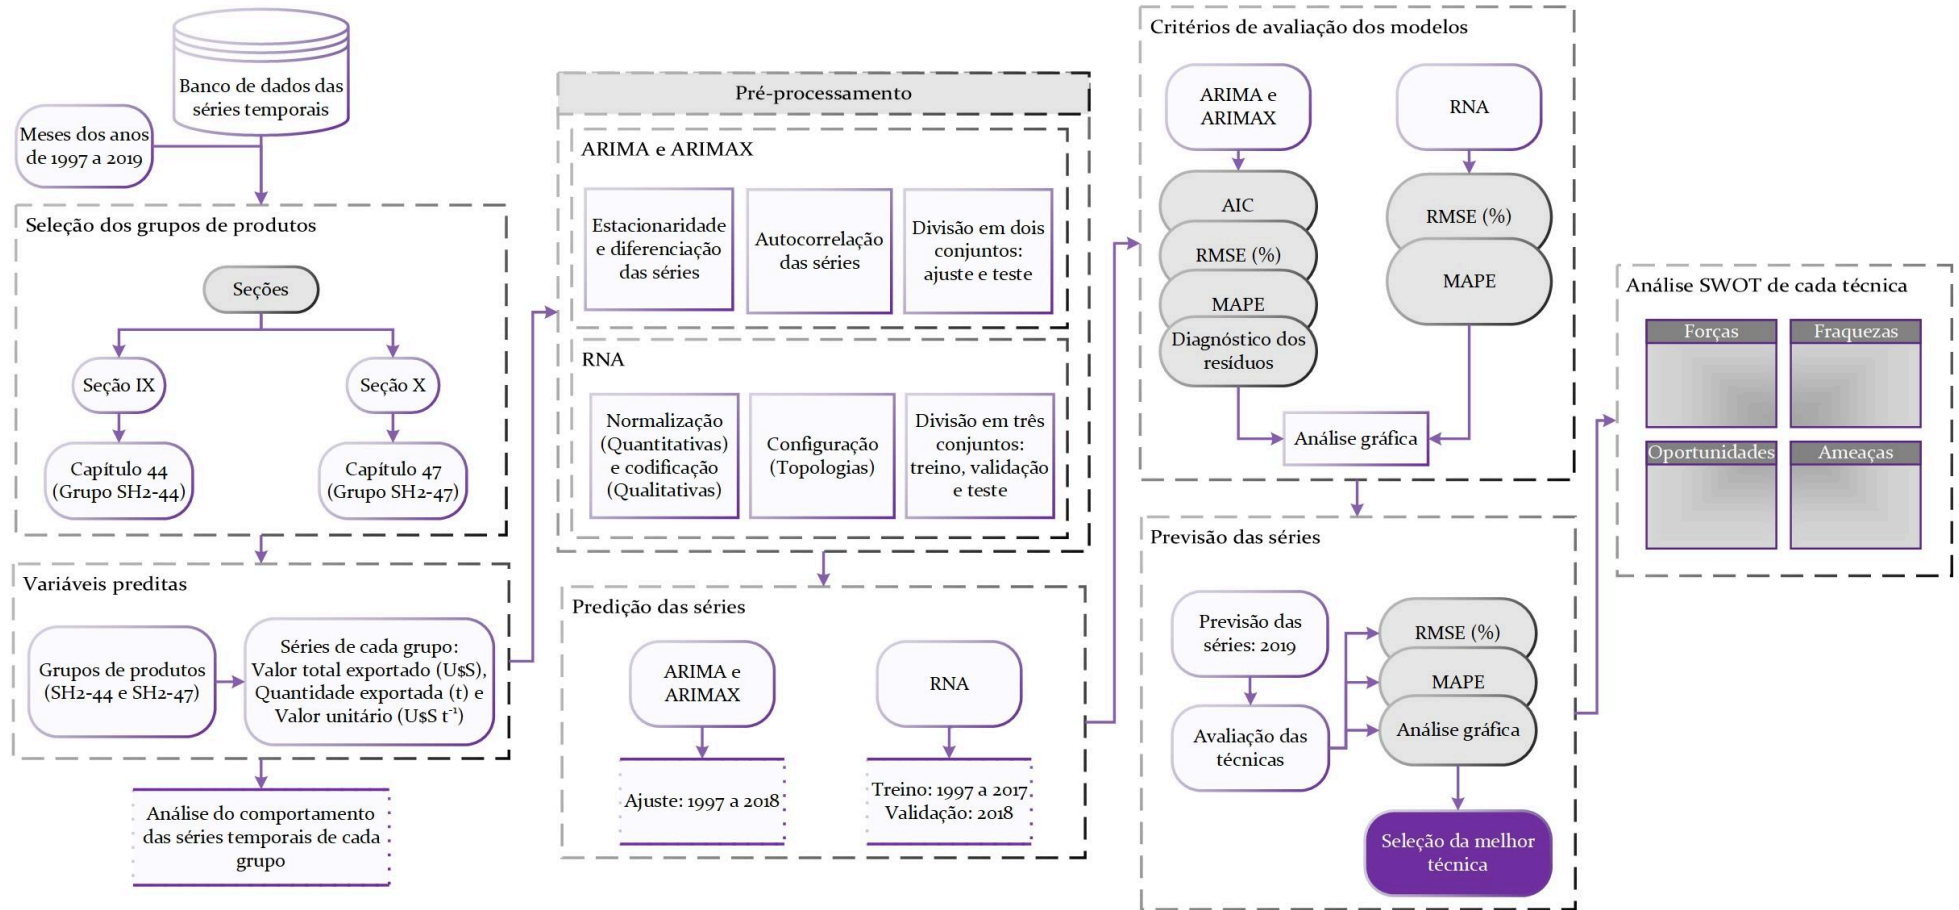 Banco de dados das
séries temporais
Meses dos anos
de 1997 a 2019
Seleção dos grupos de produtos
Seções
Seção IX
Seção X
Capítulo 44
(Grupo SH2-44)
Capítulo 47
(Grupo SH2-47)
Variáveis preditas
Grupos de produtos
(SH2-44 e SH2-47)
Séries de cada grupo:
Valor total exportado (U$S),
Quantidade exportada (t) e
Valor unitário (U$S t⁻¹)
Análise do comportamento
das séries temporais de cada
grupo
Pré-processamento
ARIMA e ARIMAX
Estacionaridade
e diferenciação
das séries
Autocorrelação
das séries
Divisão em dois
conjuntos:
ajuste e teste
RNA
Normalização
(Quantitativas)
e codificação
(Qualitativas)
Configuração
(Topologias)
Divisão em três
conjuntos:
treino, validação
e teste
Predição das séries
ARIMA e
ARIMAX
RNA
Ajuste: 1997 a 2018
Treino: 1997 a 2017
Validação: 2018
Critérios de avaliação dos modelos
ARIMA e
ARIMAX
RNA
AIC
RMSE (%)
MAPE
Diagnóstico dos
resíduos
RMSE (%)
MAPE
Análise gráfica
Previsão das séries
Previsão das
séries: 2019
Avaliação das
técnicas
RMSE (%)
MAPE
Análise gráfica
Seleção da melhor
técnica
Análise SWOT de cada técnica
Forças
Fraquezas
Oportunidades
Ameaças